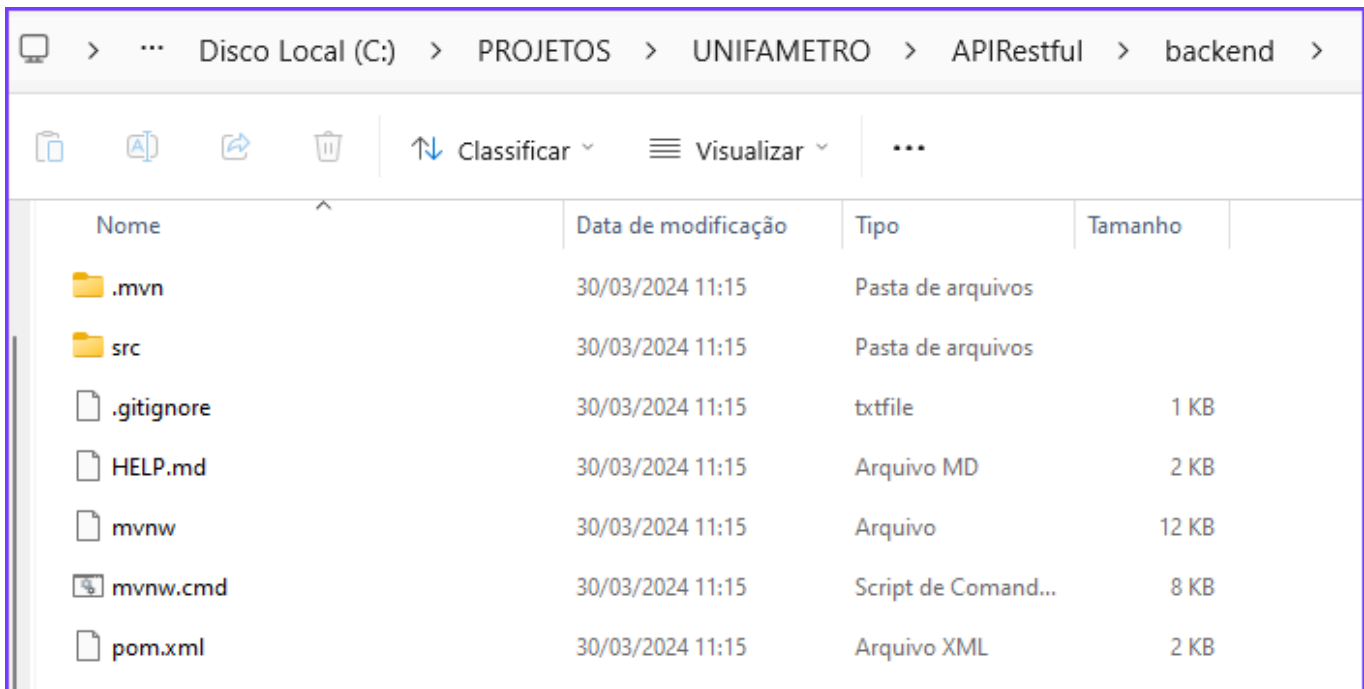 > ... Disco Local (C:) > PROJETOS > UNIFAMETRO > APIRestful > backend >
Classificar Visualizar ...
Nome Data de modificação Tipo Tamanho
.mvn 30/03/2024 11:15 Pasta de arquivos
src 30/03/2024 11:15 Pasta de arquivos
.gitignore 30/03/2024 11:15 txtfile 1 KB
HELP.md 30/03/2024 11:15 Arquivo MD 2 KB
mvnw 30/03/2024 11:15 Arquivo 12 KB
mvnw.cmd 30/03/2024 11:15 Script de Comand... 8 KB
pom.xml 30/03/2024 11:15 Arquivo XML 2 KB